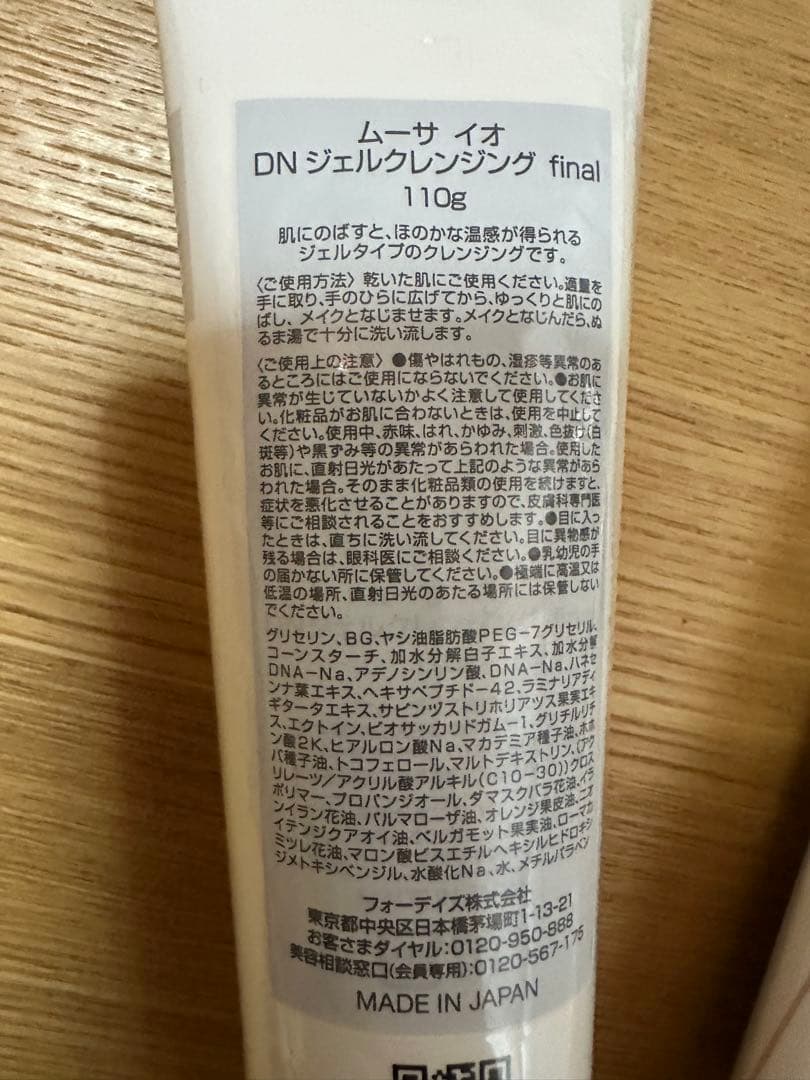 ムーサ イオ
DN ジェルクレンジング final
110g
肌にのばすと、ほのかな温感が得られる
ジェルタイプのクレンジングです。
〈ご使用方法〉乾いた肌にご使用ください。適量を
手に取り、手のひらに広げてから、ゆっくりと肌にの
ばし、メイクとなじませます。メイクとなじんだら、ぬ
るま湯で十分に洗い流します。
〈ご使用上の注意〉●傷やはれもの、湿疹等異常のあ
るところにはご使用にならないでください。●お肌に
異常が生じていないかよく注意して使用してくださ
い。化粧品がお肌に合わないときは、使用を中止して
ください。使用中、赤味、はれ、かゆみ、刺激、色抜け(白
斑等)や黒ずみ等の異常があらわれた場合。使用した
お肌に、直射日光があたって上記のような異常があら
われた場合。そのまま化粧品類の使用を続けますと、
症状を悪化させることがありますので、皮膚科専門医
等にご相談されることをおすすめします。●目に入っ
たときは、直ちに洗い流してください。目に異物感が
残る場合は、眼科医にご相談ください。●乳幼児の手
の届かない所に保管してください。●極端に高温又は
低温の場所、直射日光のあたる場所には保管しない
でください。
グリセリン、BG、ヤシ油脂肪酸PEG-7グリセリル、
コーンスターチ、加水分解白子エキス、加水分解
DNA-Na、アデノシンリン酸、DNA-Na、ハネセ
ンナ葉エキス、ヘキサペプチド-42、ラミナリアディ
ギタータエキス、サピンヅストリホリアツス果実エキ
ス、エクトイン、ビオサッカリドガム-1、グリチルリチ
ン酸2K、ヒアルロン酸Na、マカデミア種子油、ホホ
バ種子油、トコフェロール、マルトデキストリン、(アク
リレーツ/アクリル酸アルキル(C10-30))クロス
ポリマー、プロパンジオール、ダマスクバラ花油、イラ
ンイラン花油、パルマローザ油、オレンジ果皮油、ニオ
イテンジクアオイ油、ベルガモット果実油、ローマカ
ミツレ花油、マロン酸ビスエチルヘキシルヒドロキシ
ジメトキシベンジル、水酸化Na、水、メチルパラベン
フォーデイズ株式会社
東京都中央区日本橋茅場町1-13-21
お客さまダイヤル:0120-950-888
美容相談窓口(会員専用):0120-567-175
MADE IN JAPAN